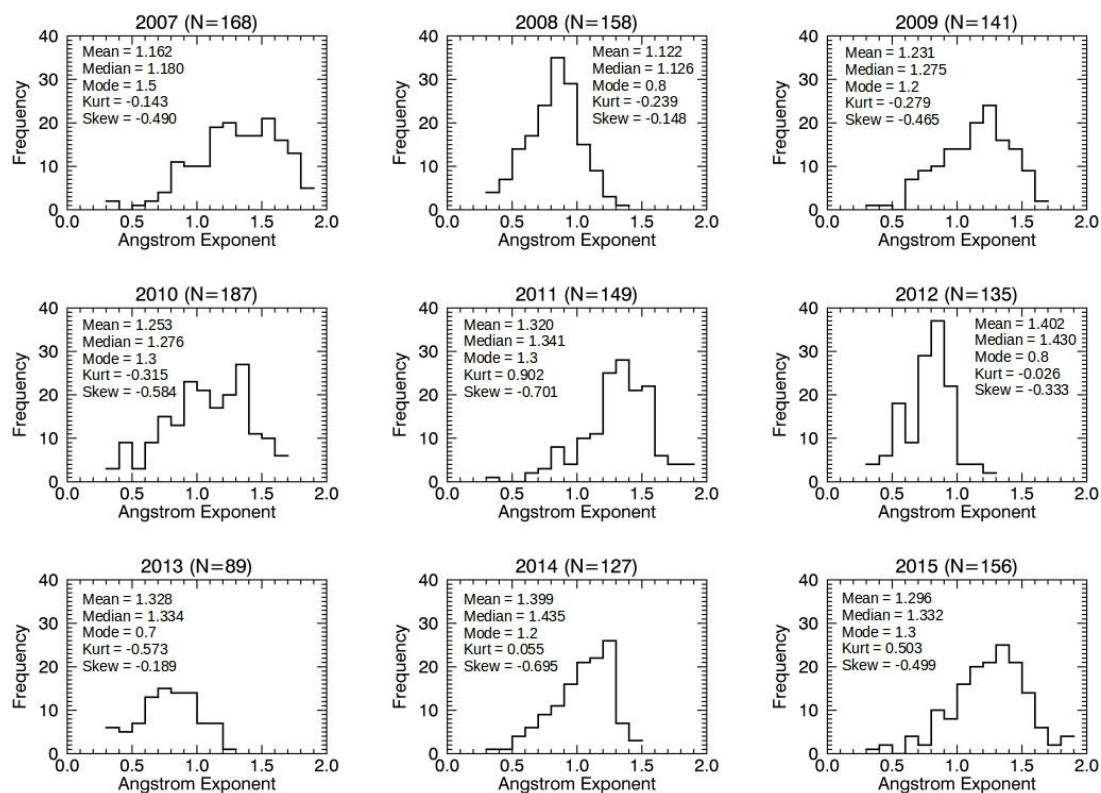 2007 (N=168)
40
30
20
10
0
Frequency
Mean = 1.162
Median = 1.180
Mode = 1.5
Kurt = -0.143
Skew = -0.490
0.0 0.5 1.0 1.5 2.0
Angstrom Exponent
2008 (N=158)
40
30
20
10
0
Frequency
Mean = 1.122
Median = 1.126
Mode = 0.8
Kurt = -0.239
Skew = -0.148
0.0 0.5 1.0 1.5 2.0
Angstrom Exponent
2009 (N=141)
40
30
20
10
0
Frequency
Mean = 1.231
Median = 1.275
Mode = 1.2
Kurt = -0.279
Skew = -0.465
0.0 0.5 1.0 1.5 2.0
Angstrom Exponent
2010 (N=187)
40
30
20
10
0
Frequency
Mean = 1.253
Median = 1.276
Mode = 1.3
Kurt = -0.315
Skew = -0.584
0.0 0.5 1.0 1.5 2.0
Angstrom Exponent
2011 (N=149)
40
30
20
10
0
Frequency
Mean = 1.320
Median = 1.341
Mode = 1.3
Kurt = 0.902
Skew = -0.701
0.0 0.5 1.0 1.5 2.0
Angstrom Exponent
2012 (N=135)
40
30
20
10
0
Frequency
Mean = 1.402
Median = 1.430
Mode = 0.8
Kurt = -0.026
Skew = -0.333
0.0 0.5 1.0 1.5 2.0
Angstrom Exponent
2013 (N=89)
40
30
20
10
0
Frequency
Mean = 1.328
Median = 1.334
Mode = 0.7
Kurt = -0.573
Skew = -0.189
0.0 0.5 1.0 1.5 2.0
Angstrom Exponent
2014 (N=127)
40
30
20
10
0
Frequency
Mean = 1.399
Median = 1.435
Mode = 1.2
Kurt = 0.055
Skew = -0.695
0.0 0.5 1.0 1.5 2.0
Angstrom Exponent
2015 (N=156)
40
30
20
10
0
Frequency
Mean = 1.296
Median = 1.332
Mode = 1.3
Kurt = 0.503
Skew = -0.499
0.0 0.5 1.0 1.5 2.0
Angstrom Exponent